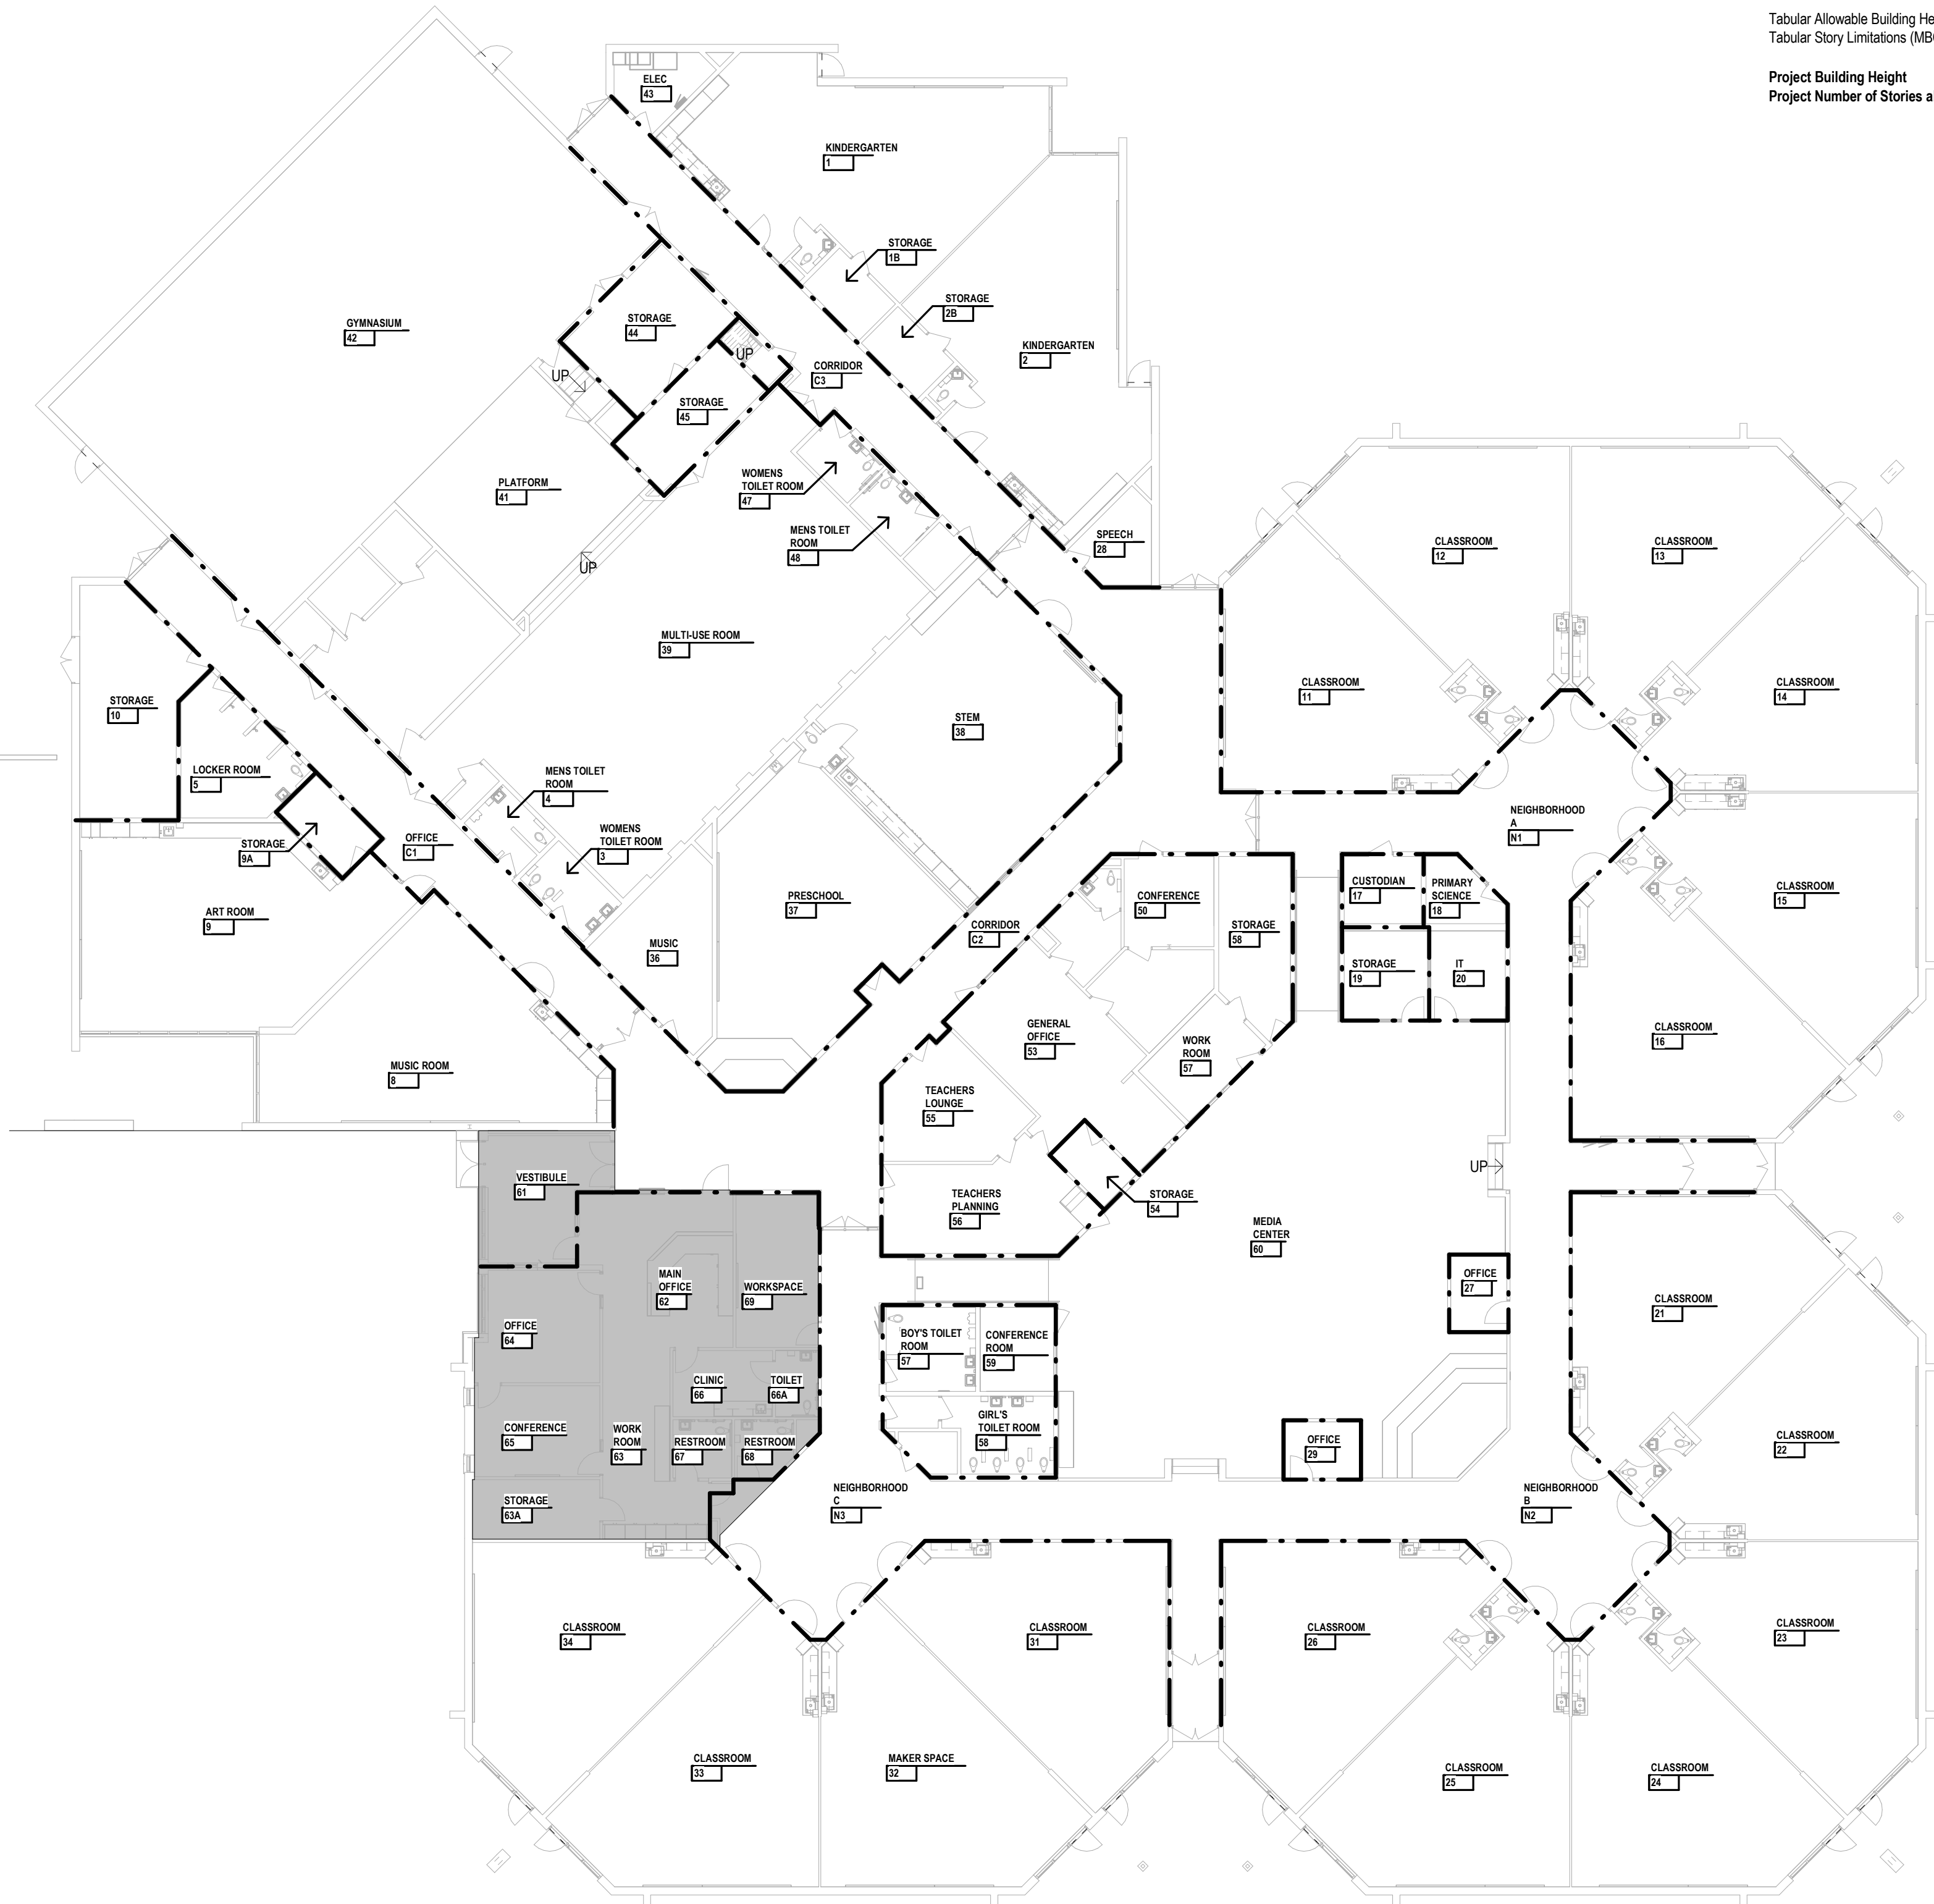 Tabular Allowable Building He
Tabular Story Limitations (MB
Project Building Height
Project Number of Stories a
ELEC
43
KINDERGARTEN
1
STORAGE
1B
STORAGE
2B
GYMNASIUM
42
STORAGE
44
UP
KINDERGARTEN
2
CORRIDOR
C3
UP
STORAGE
45
PLATFORM
41
WOMENS
TOILET ROOM
47
MENS TOILET
ROOM
48
SPEECH
28
UP
CLASSROOM
12
CLASSROOM
13
MULTI-USE ROOM
39
STORAGE
10
STEM
38
CLASSROOM
11
CLASSROOM
14
LOCKER ROOM
5
MENS TOILET
ROOM
4
NEIGHBORHOOD
A
N1
STORAGE
9A
OFFICE
C1
WOMENS
TOILET ROOM
3
ART ROOM
9
PRESCHOOL
37
CORRIDOR
C2
CONFERENCE
50
STORAGE
58
CUSTODIAN
17
PRIMARY
SCIENCE
18
CLASSROOM
15
MUSIC
36
STORAGE
19
IT
20
GENERAL
OFFICE
53
WORK
ROOM
57
CLASSROOM
16
MUSIC ROOM
8
TEACHERS
LOUNGE
55
VESTIBULE
61
UP
TEACHERS
PLANNING
56
STORAGE
54
MEDIA
CENTER
60
MAIN
OFFICE
62
WORKSPACE
69
OFFICE
27
CLASSROOM
21
OFFICE
64
BOY'S TOILET
ROOM
57
CONFERENCE
ROOM
59
CLINIC
66
TOILET
66A
CONFERENCE
65
WORK
ROOM
63
RESTROOM
67
RESTROOM
68
GIRL'S
TOILET ROOM
58
OFFICE
29
CLASSROOM
22
STORAGE
63A
NEIGHBORHOOD
C
N3
NEIGHBORHOOD
B
N2
CLASSROOM
34
CLASSROOM
31
CLASSROOM
26
CLASSROOM
23
CLASSROOM
33
MAKER SPACE
32
CLASSROOM
25
CLASSROOM
24